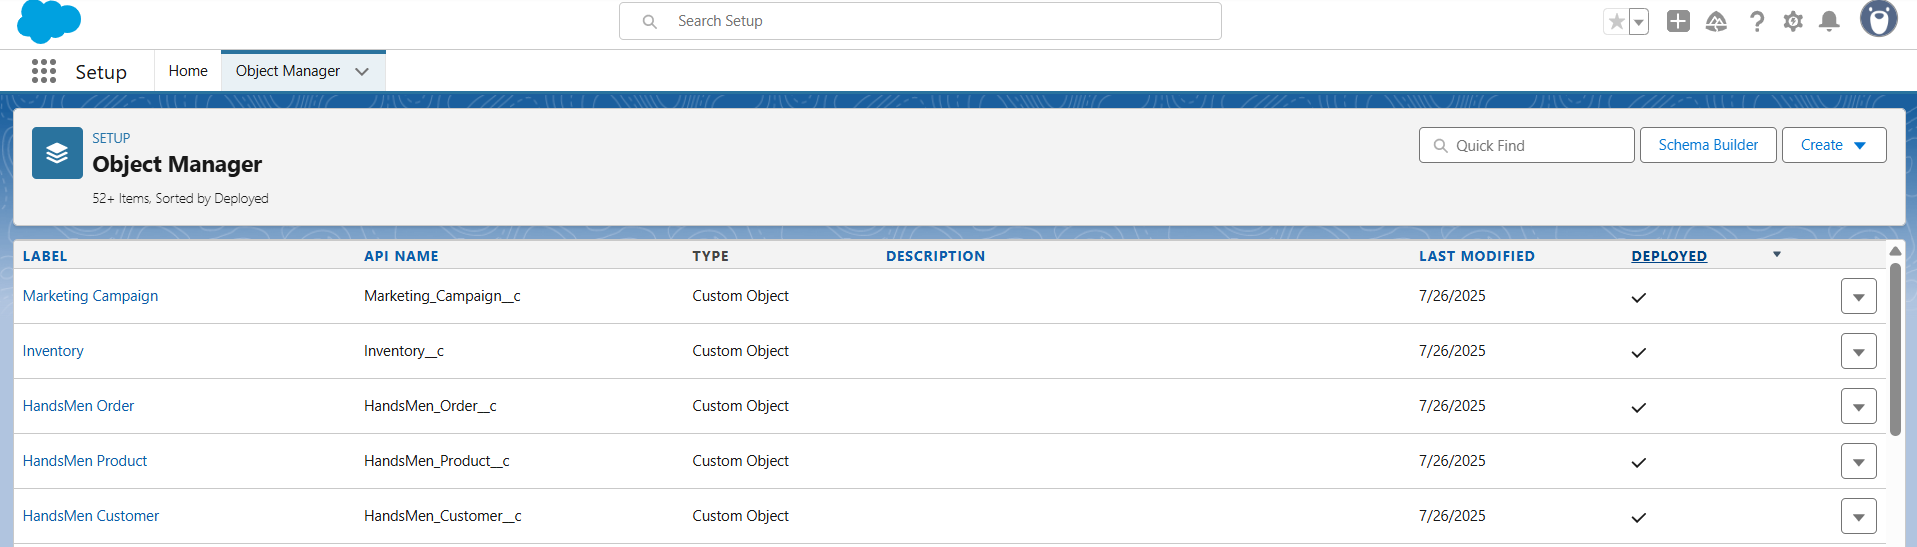 Search Setup
Setup Home Object Manager
SETUP
Object Manager
52+ Items, Sorted by Deployed
Quick Find Schema Builder Create
LABEL API NAME TYPE DESCRIPTION LAST MODIFIED DEPLOYED
Marketing Campaign Marketing_Campaign__c Custom Object 7/26/2025
Inventory Inventory__c Custom Object 7/26/2025
HandsMen Order HandsMen_Order__c Custom Object 7/26/2025
HandsMen Product HandsMen_Product__c Custom Object 7/26/2025
HandsMen Customer HandsMen_Customer__c Custom Object 7/26/2025